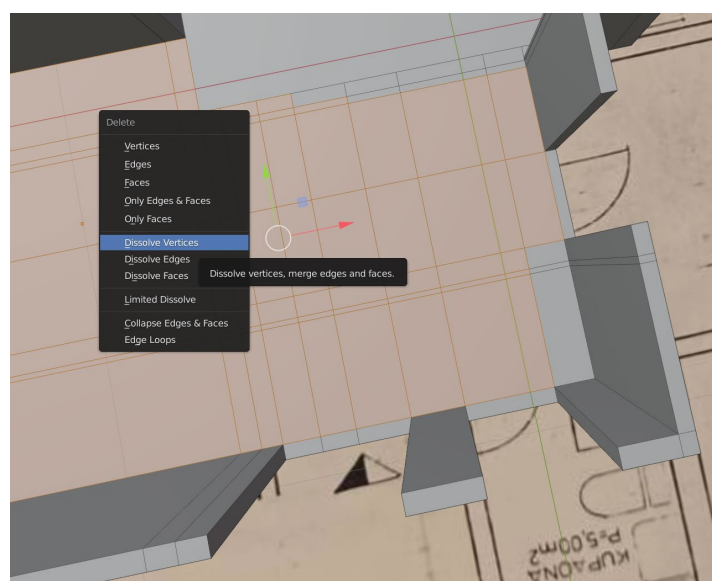 Delete
Vertices
Edges
Faces
Only Edges & Faces
Only Faces
Dissolve Vertices
Dissolve Edges
Dissolve Faces
Limited Dissolve
Collapse Edges & Faces
Edge Loops
Dissolve vertices, merge edges and faces.
KUPAONA
P=5,00m2